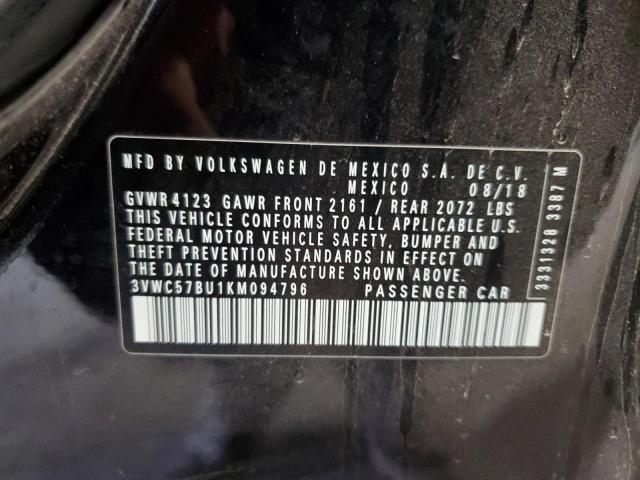 MFD BY VOLKSWAGEN DE MEXICO S.A. DE C.V.
MEXICO 08/18
GVWR 4123 GAWR FRONT 2161 / REAR 2072 LBS
THIS VEHICLE CONFORMS TO ALL APPLICABLE U.S.
FEDERAL MOTOR VEHICLE SAFETY, BUMPER AND
THEFT PREVENTION STANDARDS IN EFFECT ON
THE DATE OF MANUFACTURE SHOWN ABOVE
3VWC57BU1KM094796 PASSENGER CAR
3331328 3387 M